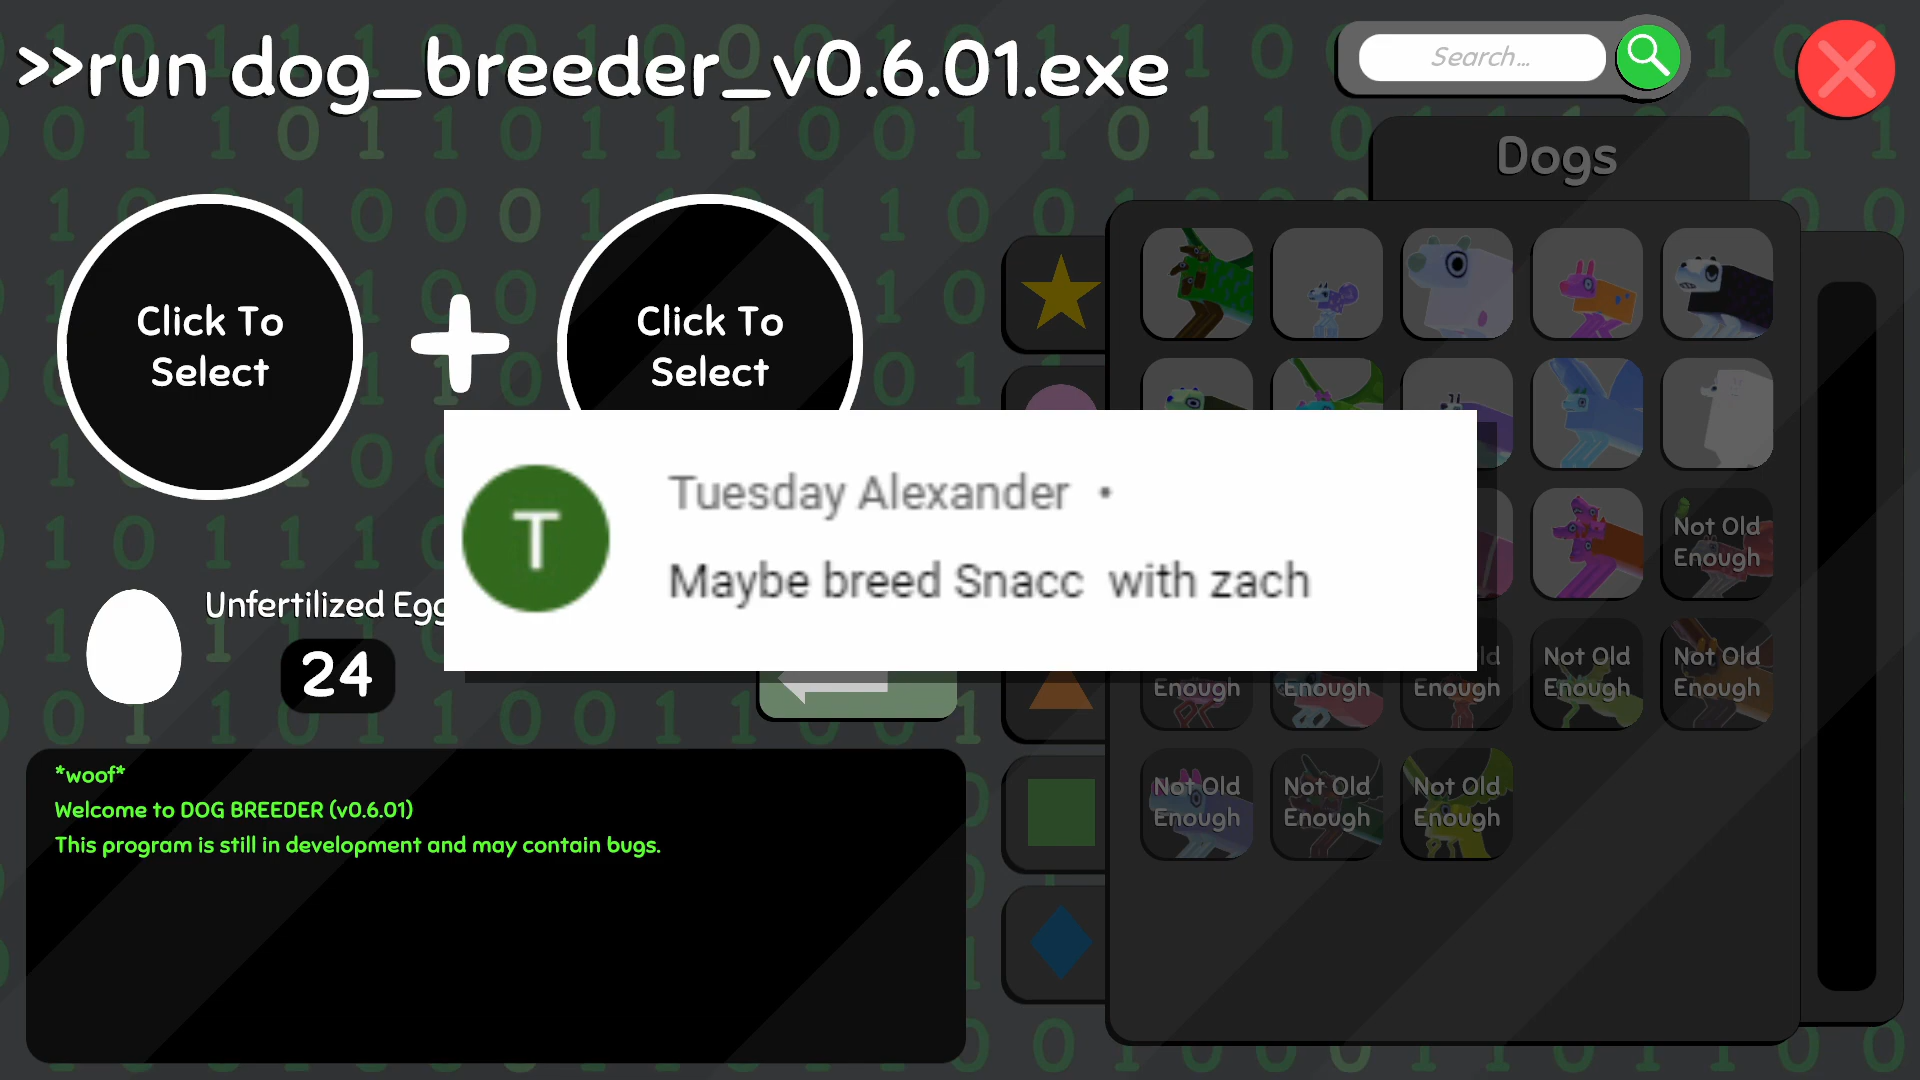 >>run dog_breeder_v0.6.01.exe
Search...
Dogs
Click To
Select
Click To
Select
Tuesday Alexander •
T
Maybe breed Snacc with zach
Unfertilized Egg
24
Not Old
Enough
Enough
Enough
Enough
Not Old
Enough
Not Old
Enough
Not Old
Enough
Not Old
Enough
Not Old
Enough
*woof*
Welcome to DOG BREEDER (v0.6.01)
This program is still in development and may contain bugs.